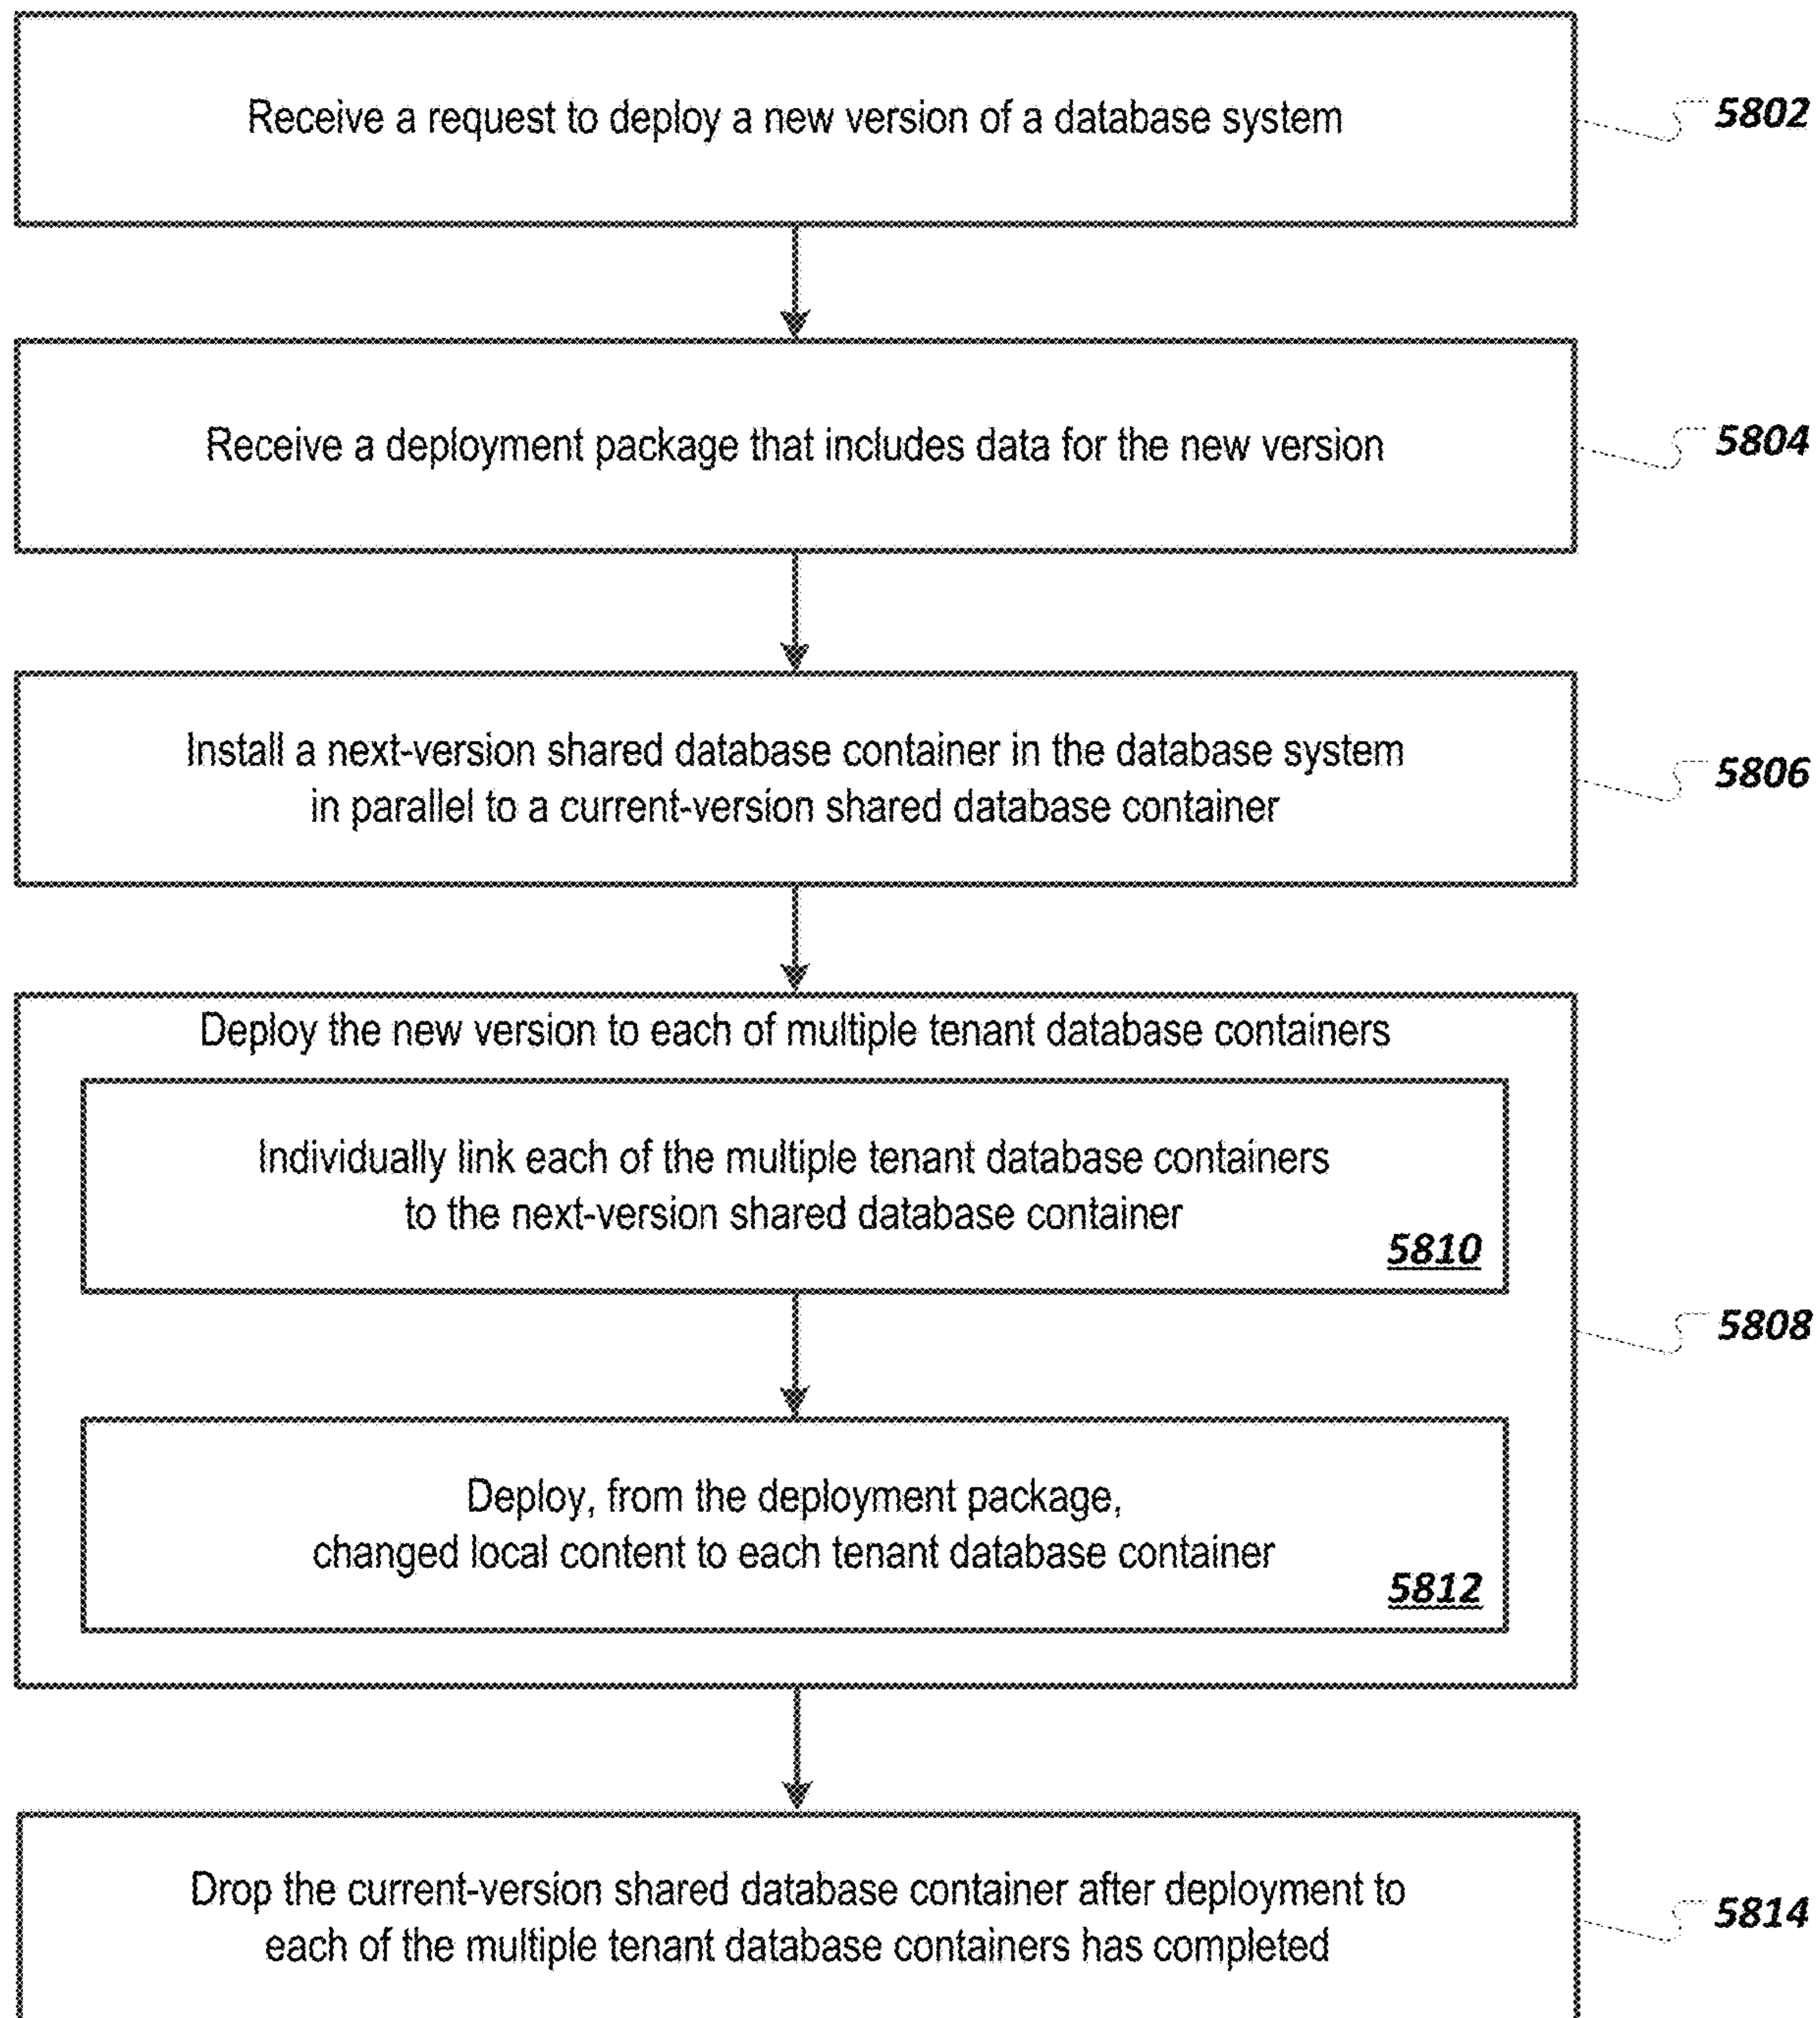 Receive a request to deploy a new version of a database system
5802
Receive a deployment package that includes data for the new version
5804
Install a next-version shared database container in the database system
in parallel to a current-version shared database container
5806
Deploy the new version to each of multiple tenant database containers
Individually link each of the multiple tenant database containers
to the next-version shared database container
5810
5808
Deploy, from the deployment package,
changed local content to each tenant database container
5812
Drop the current-version shared database container after deployment to
each of the multiple tenant database containers has completed
5814